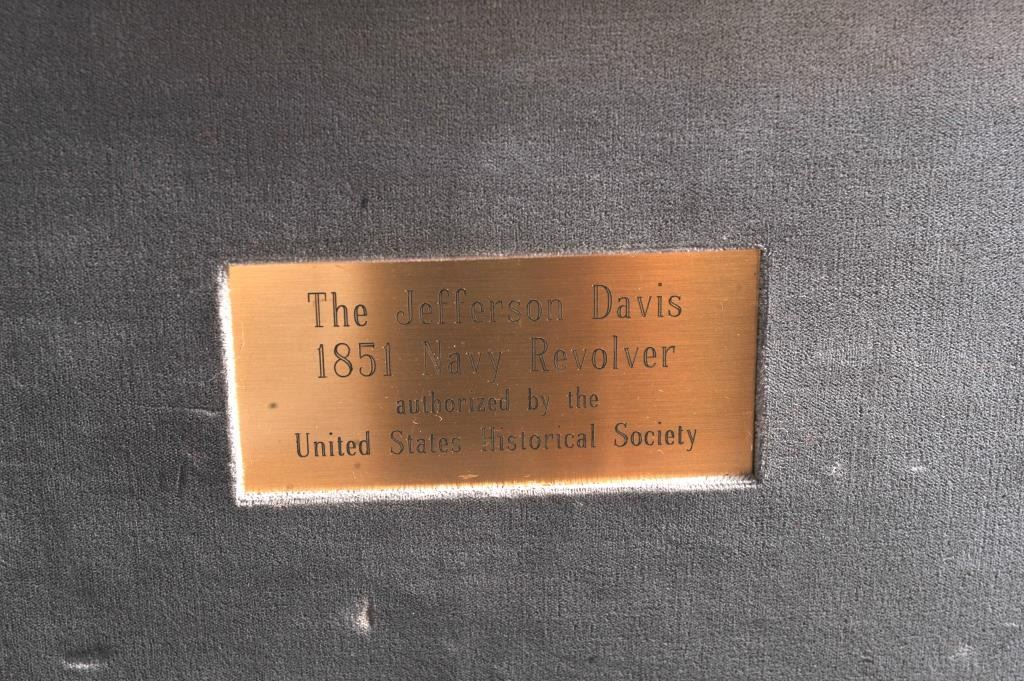 The Jefferson Davis
1851 Navy Revolver
authorized by the
United States Historical Society